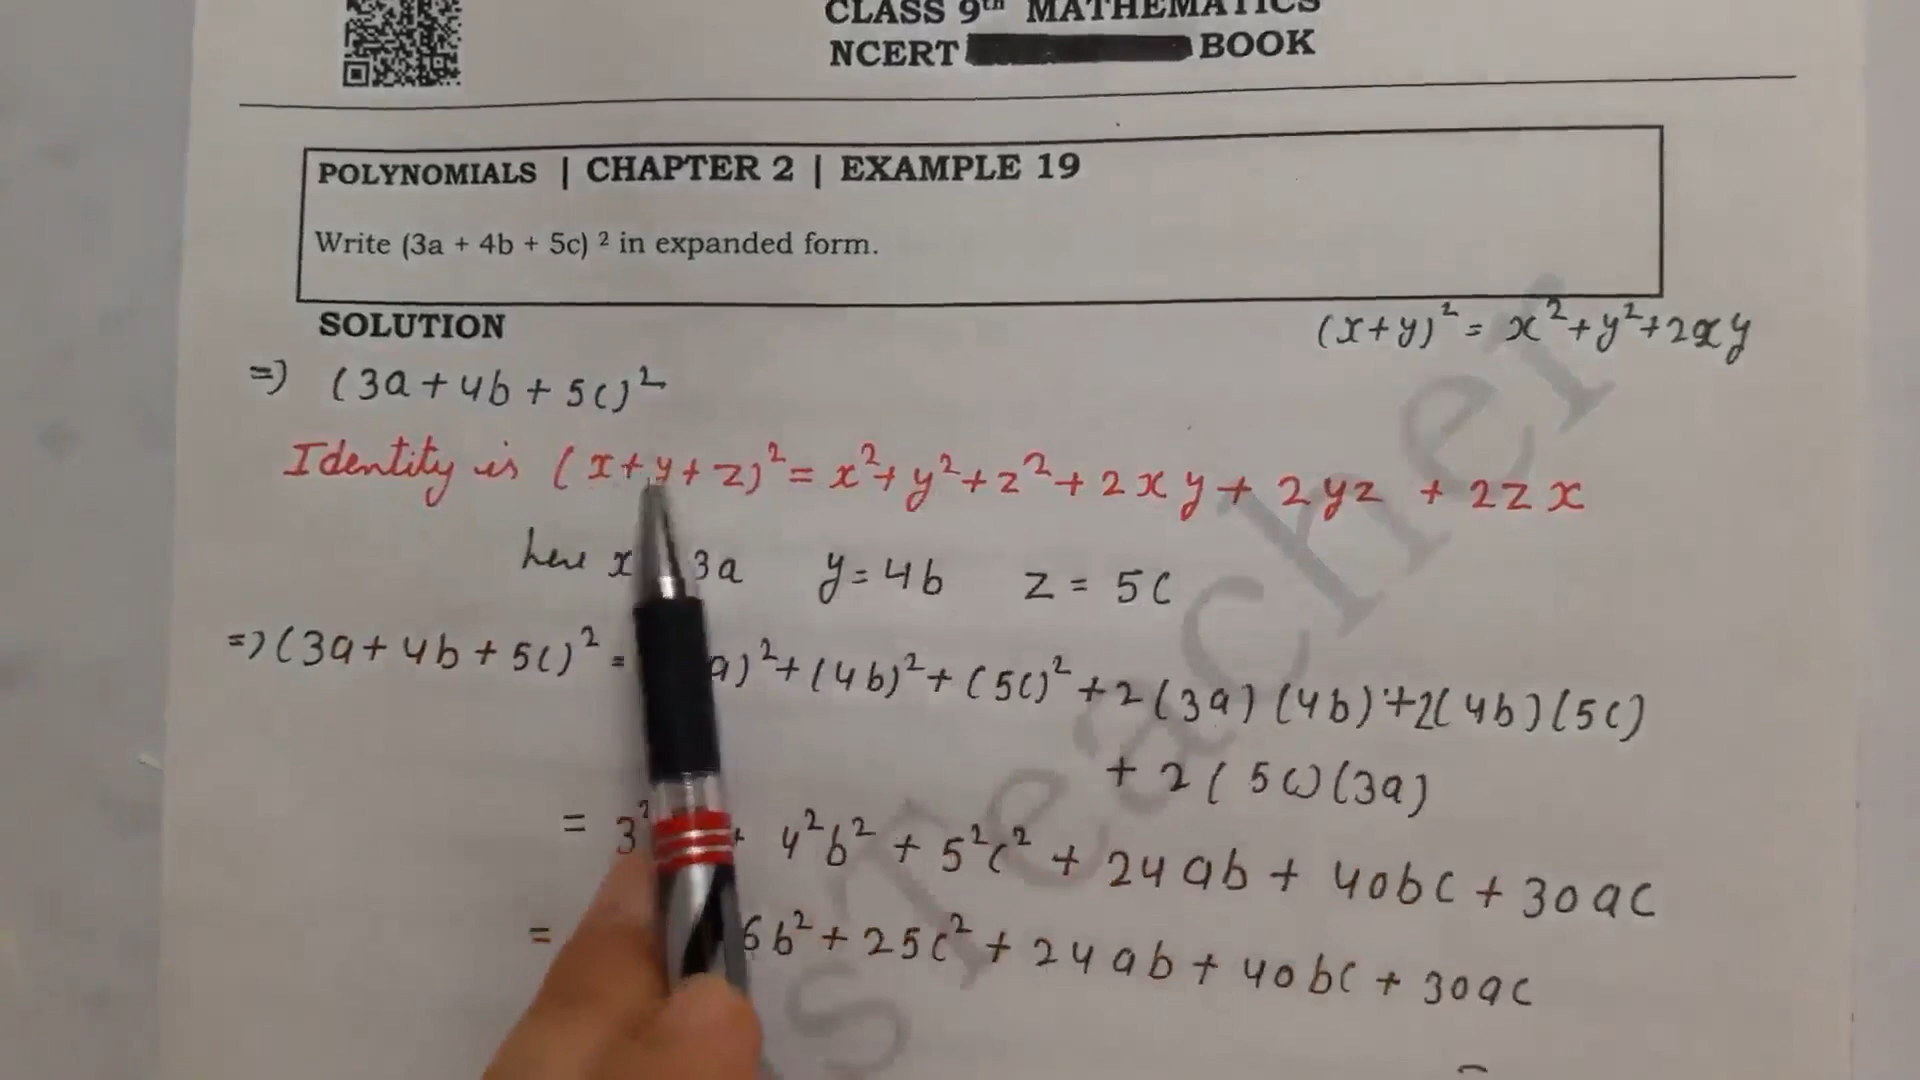 CLASS 9th MATHEMATICS
NCERT BOOK
POLYNOMIALS | CHAPTER 2 | EXAMPLE 19
Write (3a + 4b + 5c) ² in expanded form.
SOLUTION
(x+y)² = x²+y²+2xy
=) (3a+4b+5c)²
Identity is (x+y+z)² = x²+y²+z²+2xy+2yz+2zx
here x 3a y=4b z = 5c
=) (3a+4b+5c)² = a)²+(4b)²+(5c)²+2(3a)(4b)+2(4b)(5c)
+2(5c)(3a)
= 3² + 4²b² + 5²c² + 24ab + 40bc + 30ac
= 6b²+25c²+24ab+40bc+30ac
Teacher